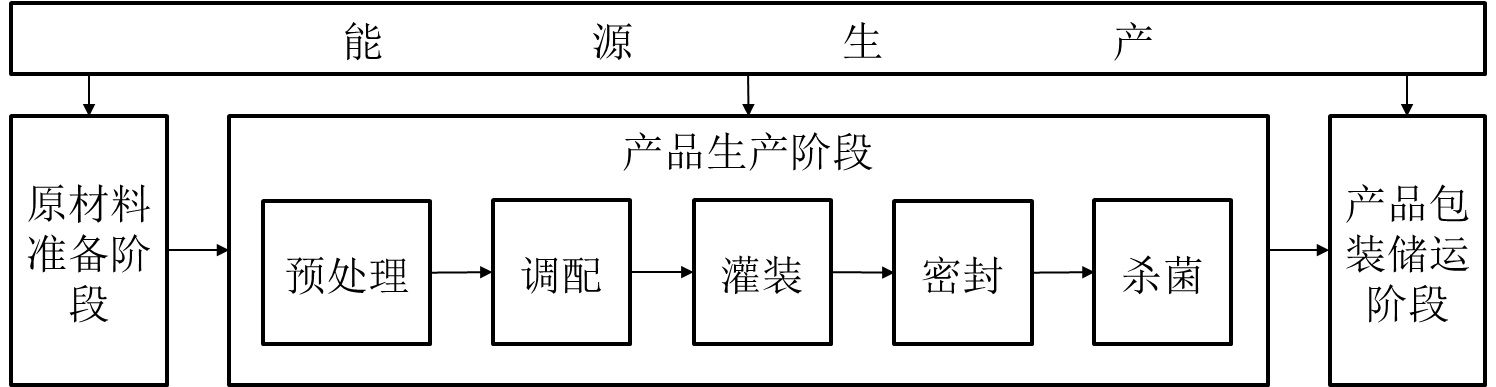 能源生产
原材料
准备阶
段
产品生产阶段
预处理
调配
灌装
密封
杀菌
产品包
装储运
阶段